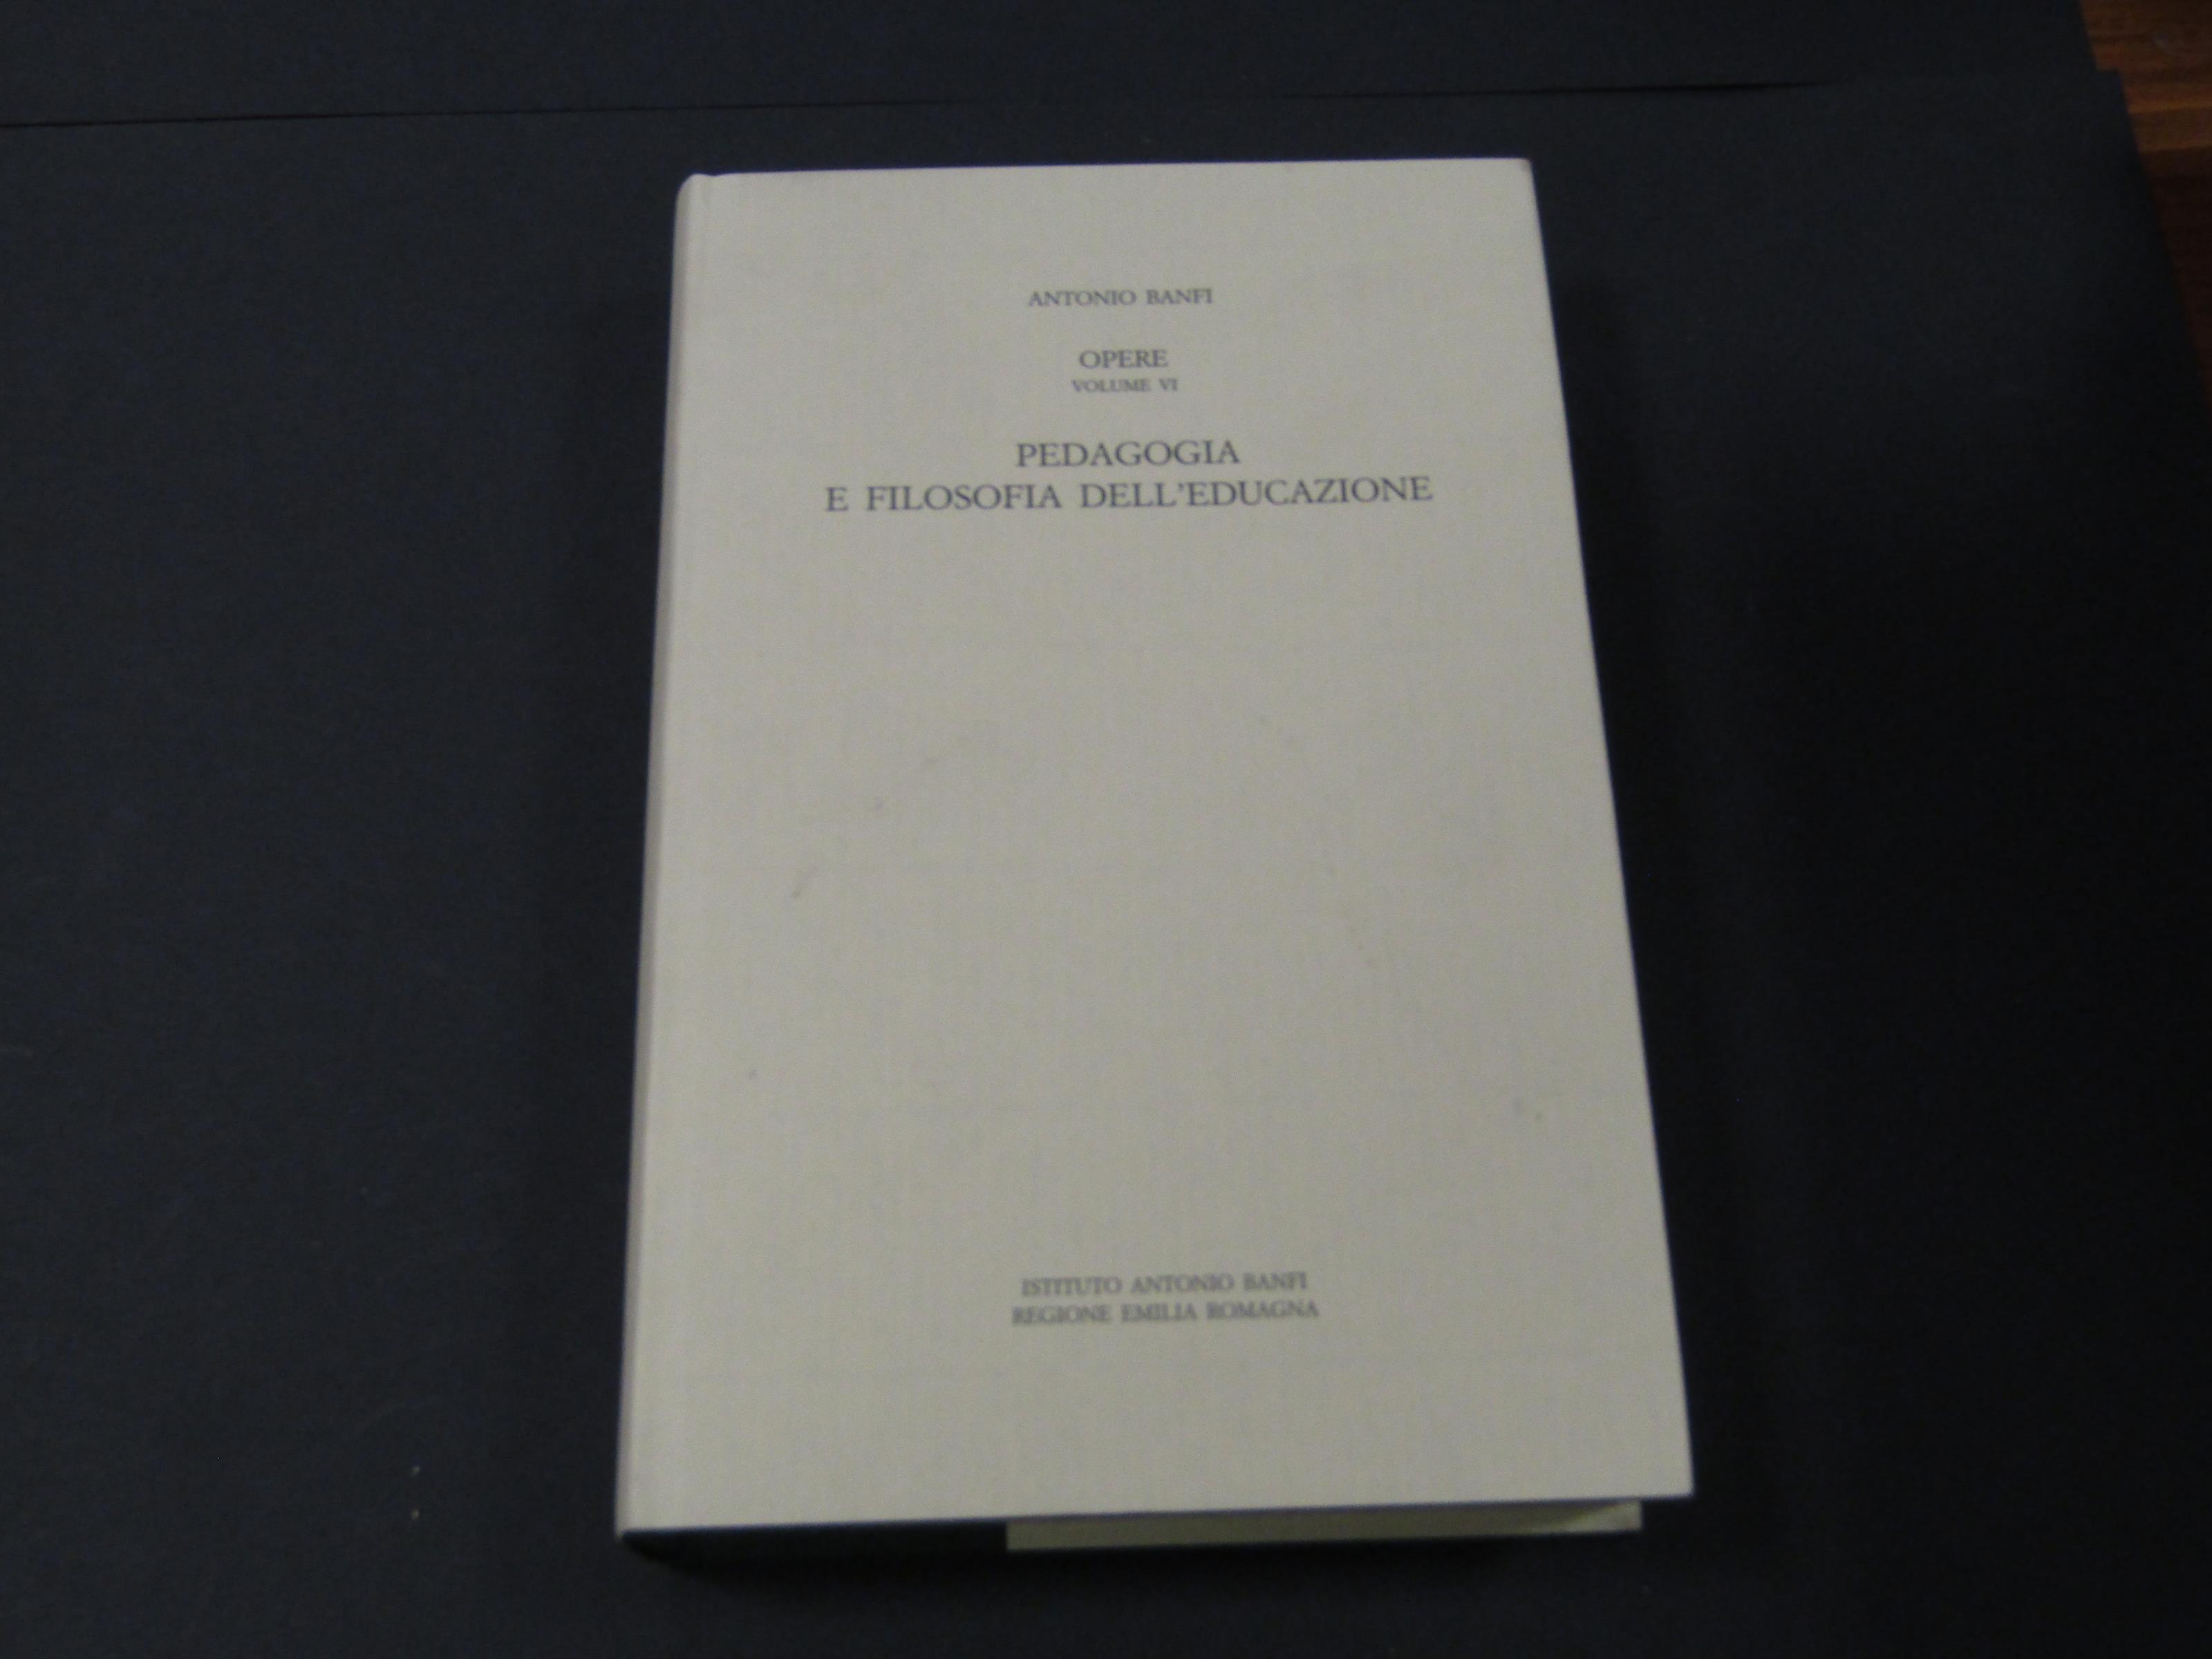 ANTONIO BANFI
OPERE
VOLUME VI
PEDAGOGIA
E FILOSOFIA DELL'EDUCAZIONE
ISTITUTO ANTONIO BANFI
REGIONE EMILIA ROMAGNA